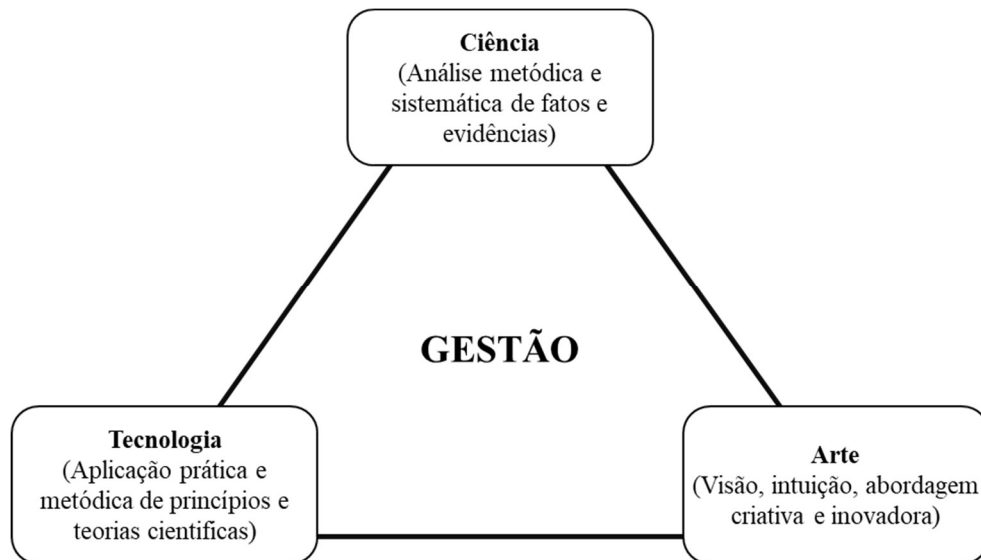 Ciência
(Análise metódica e
sistemática de fatos e
evidências)
GESTÃO
Tecnologia
(Aplicação prática e
metódica de princípios e
teorias cientificas)
Arte
(Visão, intuição, abordagem
criativa e inovadora)